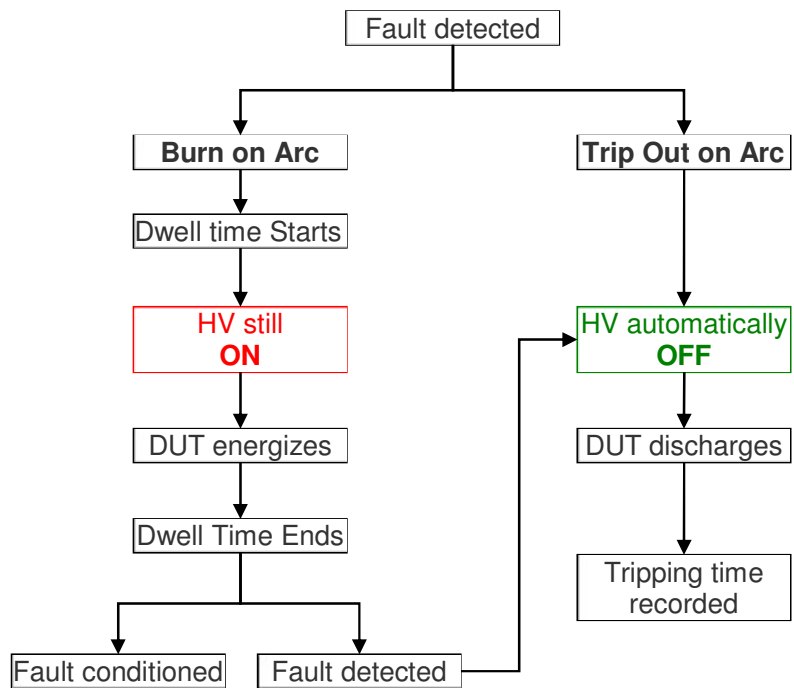 Fault detected
Burn on Arc
Trip Out on Arc
Dwell time Starts
HV still
ON
HV automatically
OFF
DUT energizes
DUT discharges
Dwell Time Ends
Tripping time
recorded
Fault conditioned
Fault detected